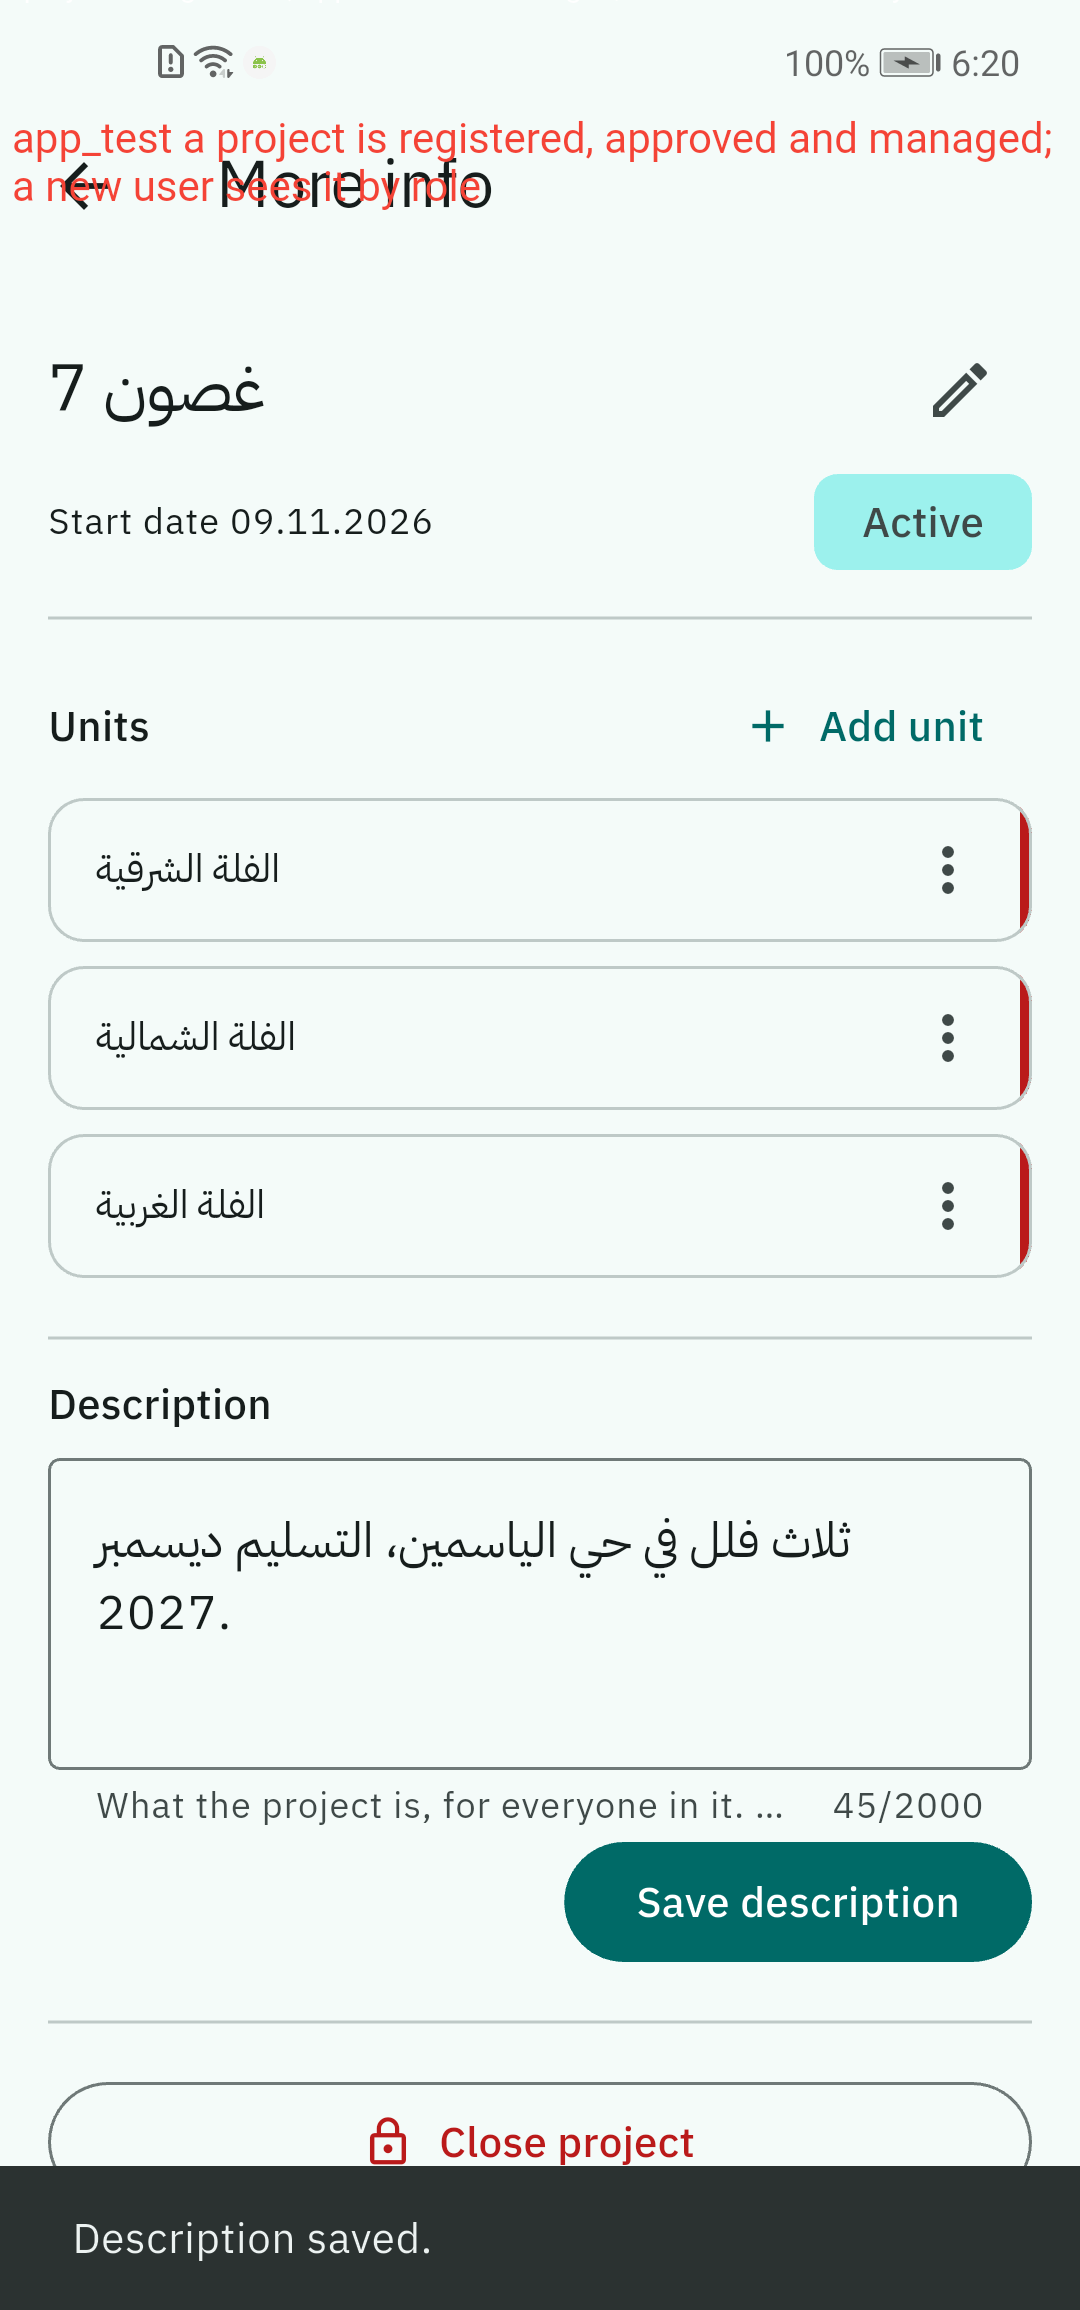 100% 6:20
app_test a project is registered, approved and managed;
a new user sees it by role
More info
غصون 7
Start date 09.11.2026
Active
Units
+ Add unit
الفلة الشرقية
الفلة الشمالية
الفلة الغربية
Description
ثلاث فلل في حي الياسمين، التسليم ديسمبر
2027.
What the project is, for everyone in it. ... 45/2000
Save description
Close project
Description saved.